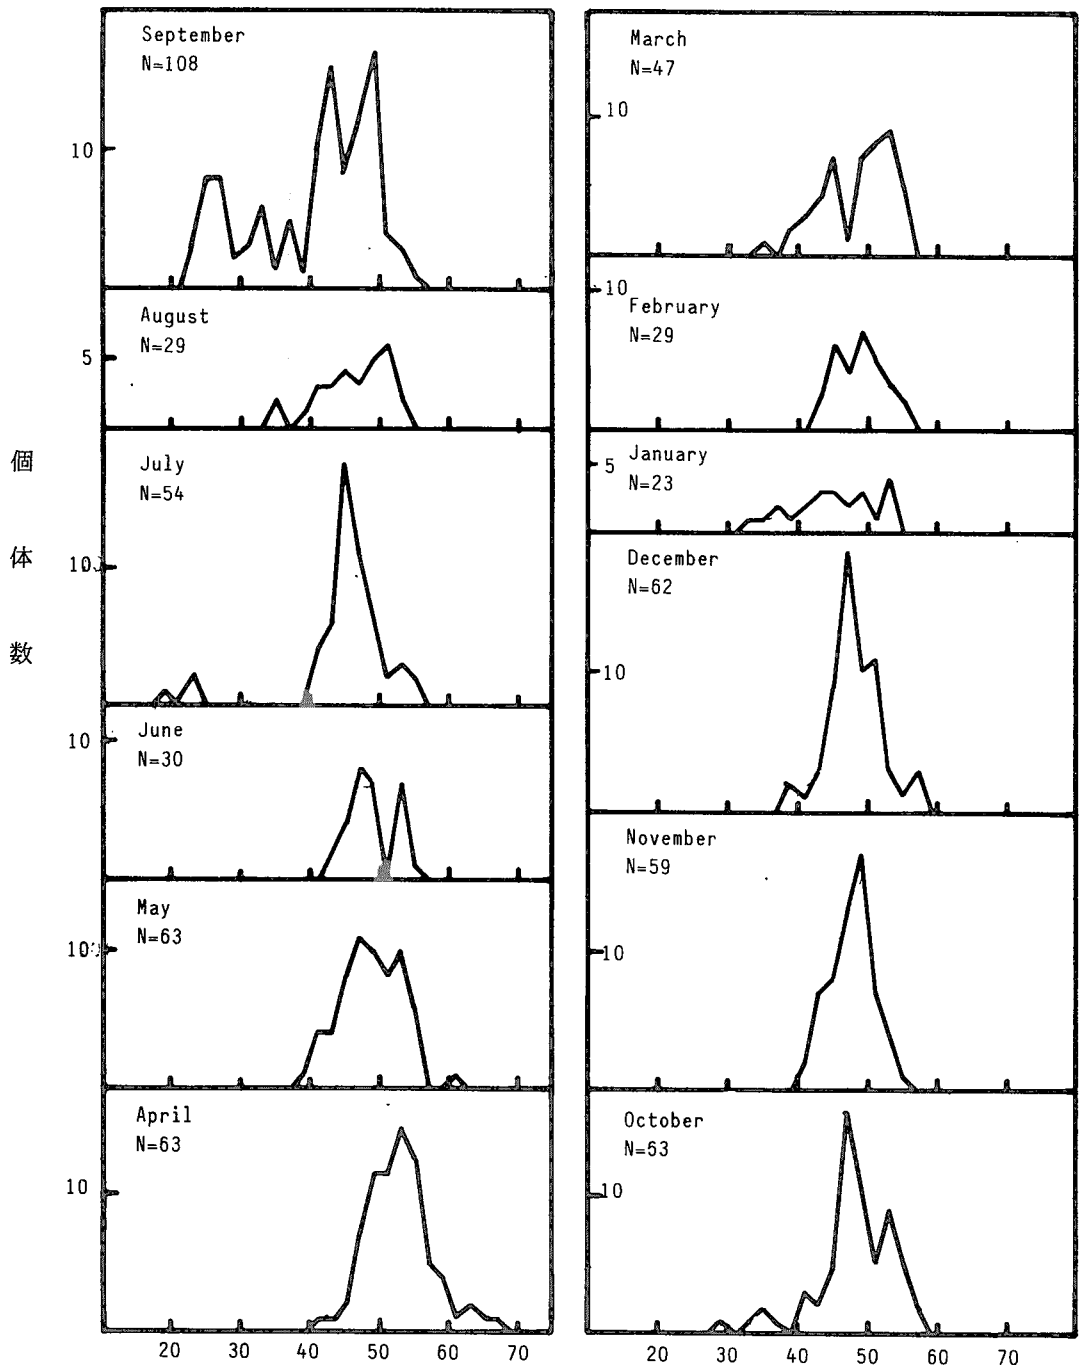 September
N=108
10
August
N=29
5
July
N=54
10
June
N=30
10
May
N=63
10
April
N=63
10
20 30 40 50 60 70
個
体
数
March
N=47
10
February
N=29
10
January
N=23
5
December
N=62
10
November
N=59
10
October
N=53
10
20 30 40 50 60 70